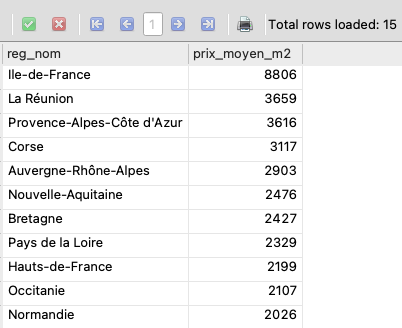 1 Total rows loaded: 15
reg_nom prix_moyen_m2
Ile-de-France 8806
La Réunion 3659
Provence-Alpes-Côte d'Azur 3616
Corse 3117
Auvergne-Rhône-Alpes 2903
Nouvelle-Aquitaine 2476
Bretagne 2427
Pays de la Loire 2329
Hauts-de-France 2199
Occitanie 2107
Normandie 2026